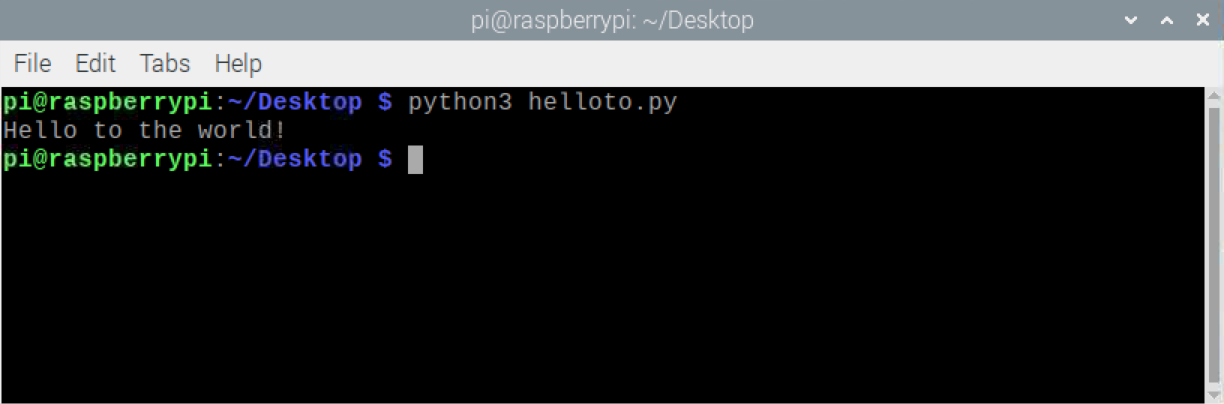 pi@raspberrypi: ~/Desktop
File Edit Tabs Help
pi@raspberrypi:~/Desktop $ python3 helloto.py
Hello to the world!
pi@raspberrypi:~/Desktop $